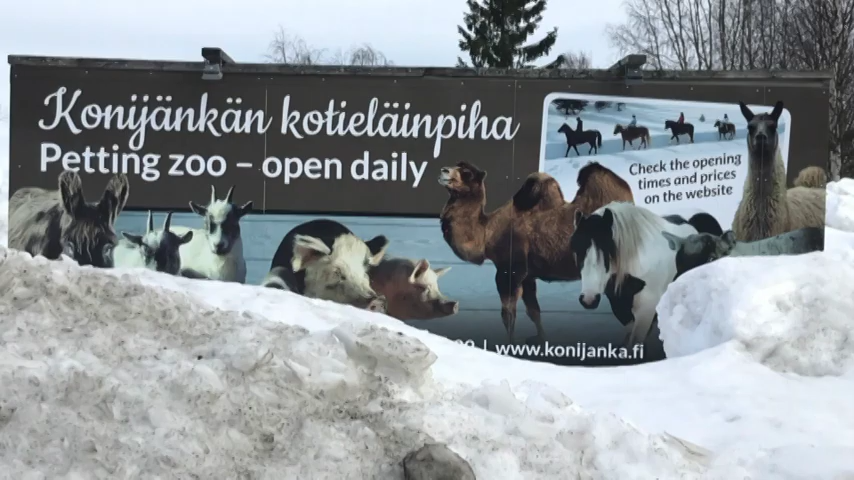 Konijänkän kotieläinpiha
Petting zoo – open daily
Check the opening
times and prices
on the website
| www.konijanka.fi